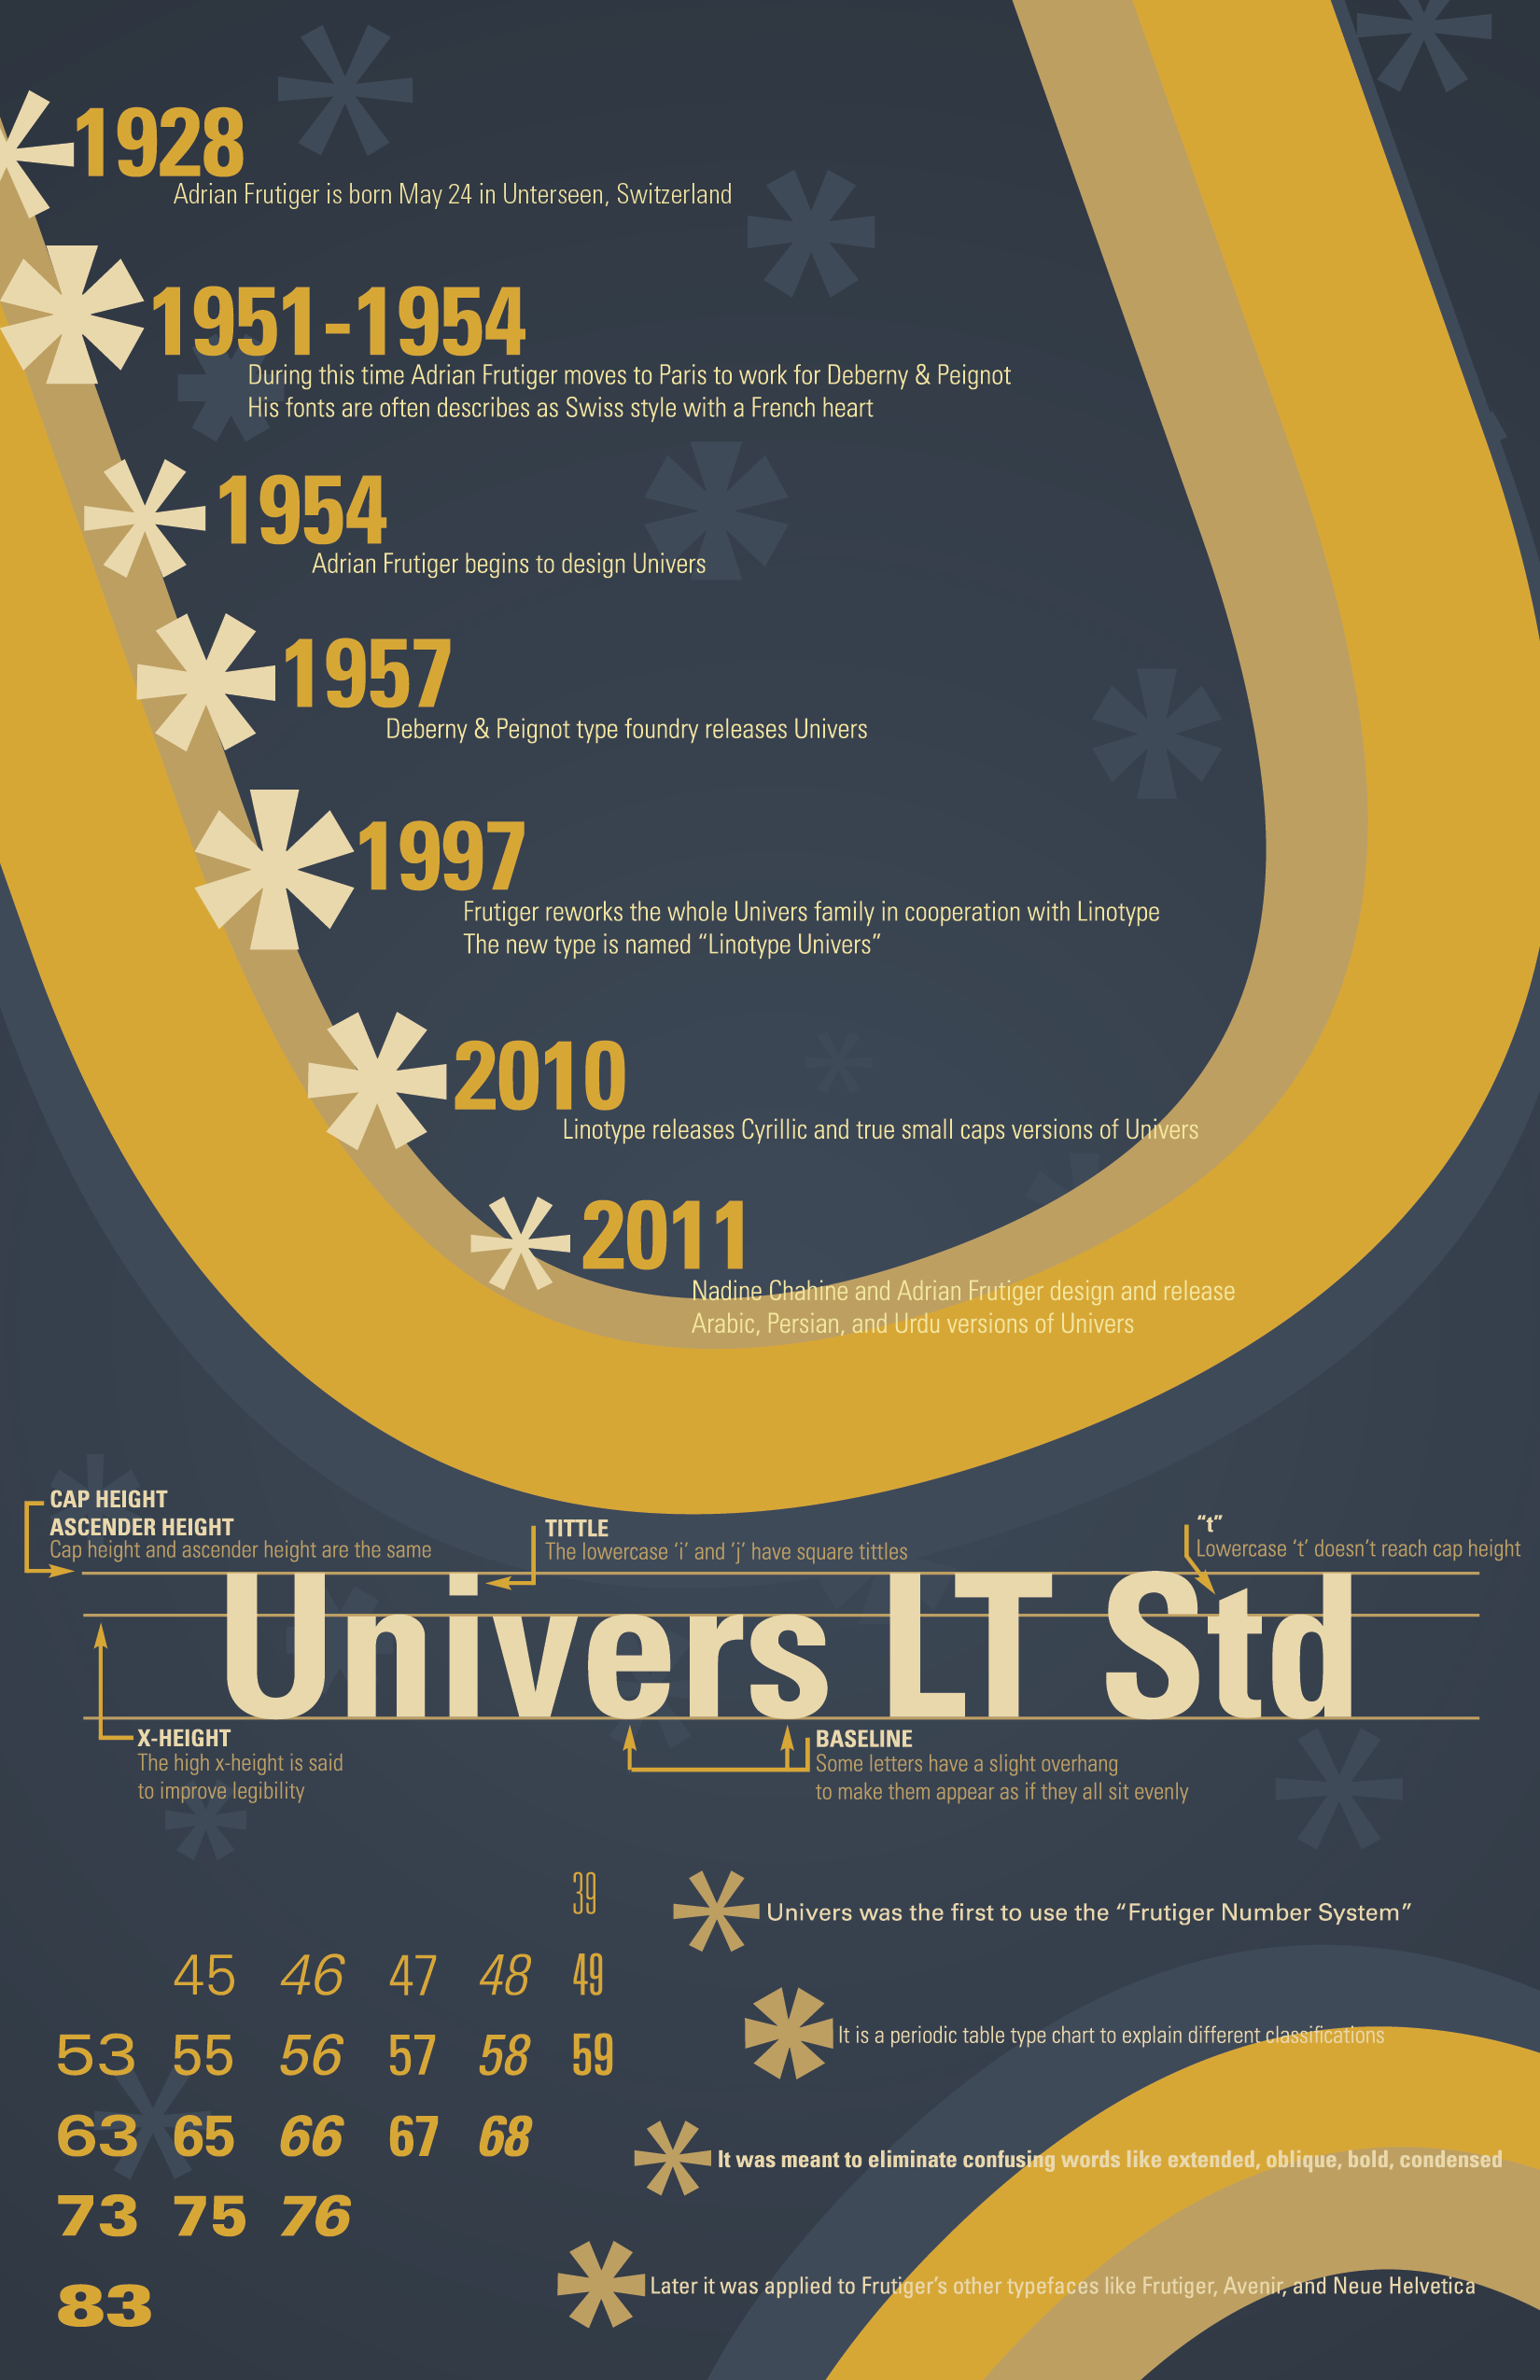 1928
Adrian Frutiger is born May 24 in Unterseen, Switzerland
1951-1954
During this time Adrian Frutiger moves to Paris to work for Deberny & Peignot
His fonts are often describes as Swiss style with a French heart
1954
Adrian Frutiger begins to design Univers
1957
Deberny & Peignot type foundry releases Univers
1997
Frutiger reworks the whole Univers family in cooperation with Linotype
The new type is named “Linotype Univers”
2010
Linotype releases Cyrillic and true small caps versions of Univers
2011
Nadine Chahine and Adrian Frutiger design and release
Arabic, Persian, and Urdu versions of Univers
CAP HEIGHT
ASCENDER HEIGHT
Cap height and ascender height are the same
TITTLE
The lowercase ‘i’ and ‘j’ have square tittles
“t”
Lowercase ‘t’ doesn’t reach cap height
Univers LT Std
X-HEIGHT
The high x-height is said
to improve legibility
BASELINE
Some letters have a slight overhang
to make them appear as if they all sit evenly
39
45 46 47 48 49
53 55 56 57 58 59
63 65 66 67 68
73 75 76
83
Univers was the first to use the “Frutiger Number System”
It is a periodic table type chart to explain different classifications
It was meant to eliminate confusing words like extended, oblique, bold, condensed
Later it was applied to Frutiger’s other typefaces like Frutiger, Avenir, and Neue Helvetica